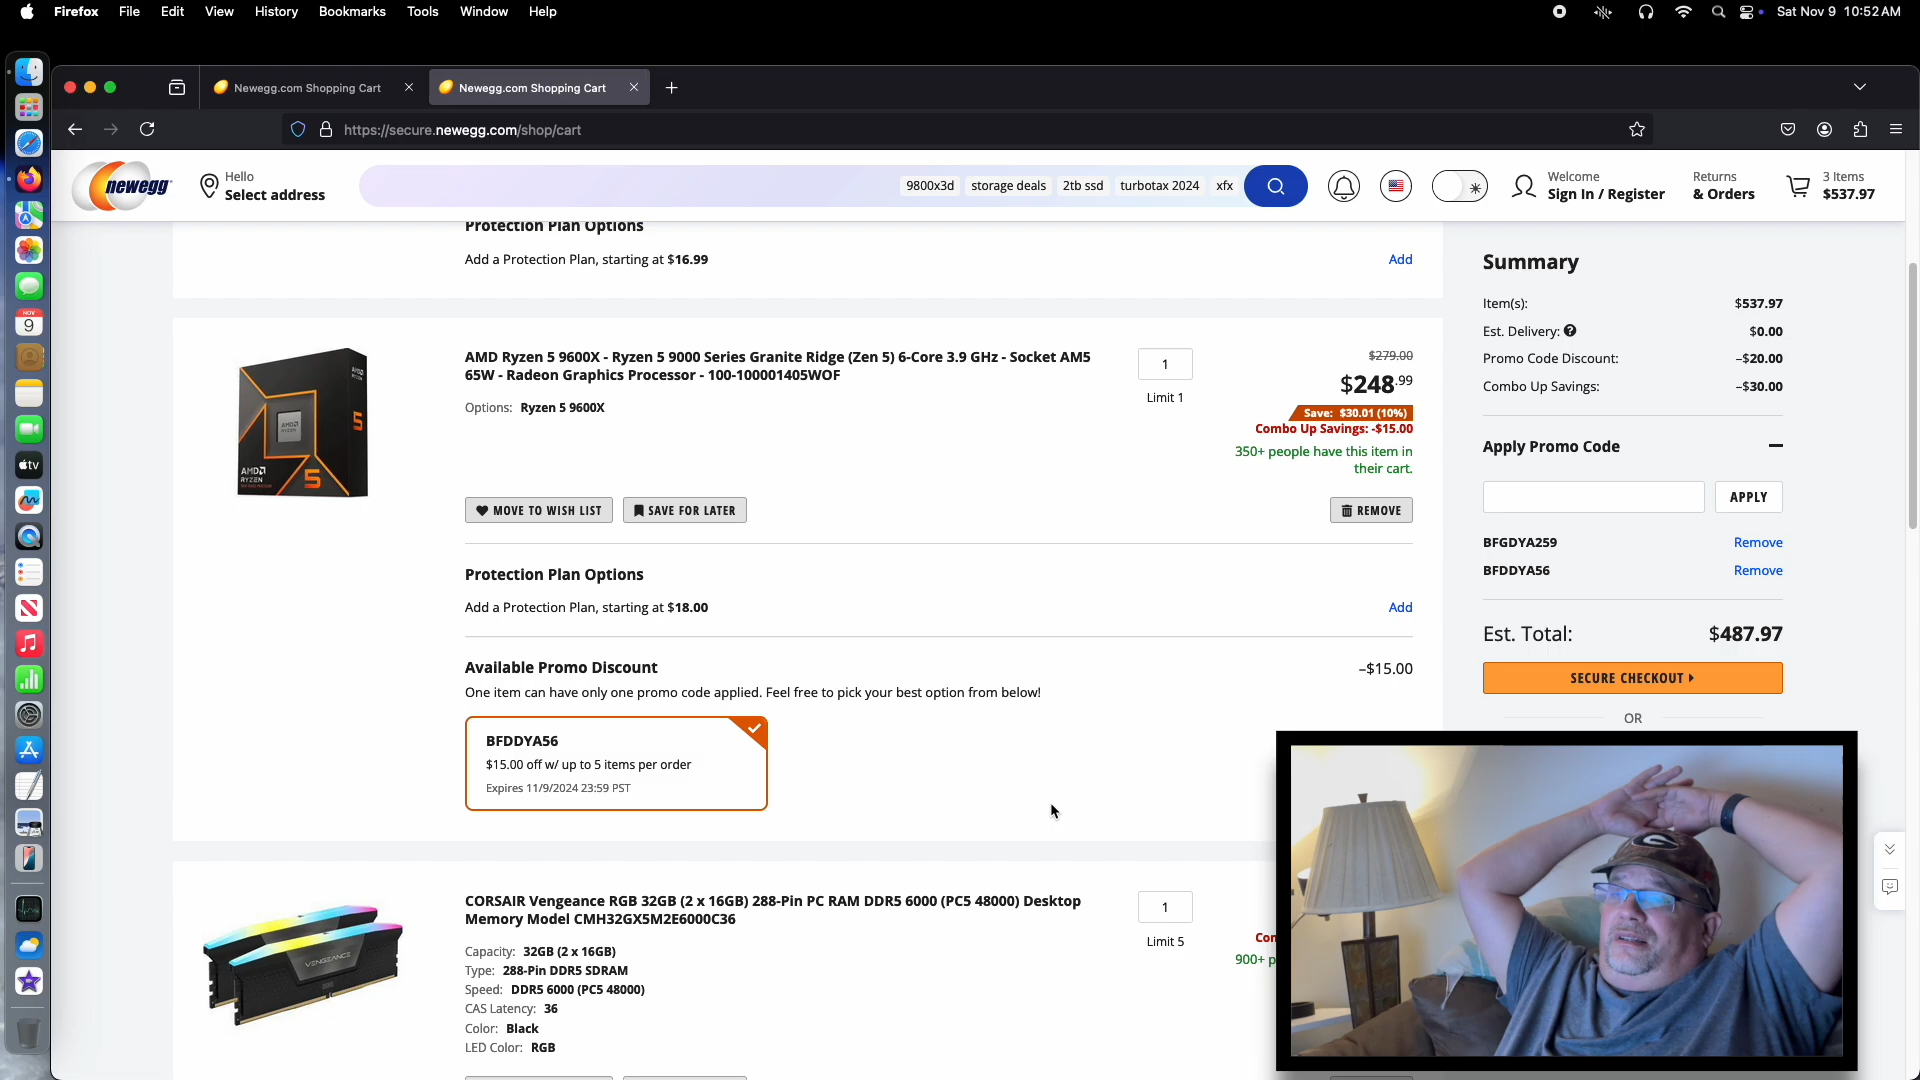 Firefox File Edit View History Bookmarks Tools Window Help
Sat Nov 9 10:52 AM
Newegg.com Shopping Cart
Newegg.com Shopping Cart
https://secure.newegg.com/shop/cart
newegg
Hello
Select address
9800x3d storage deals 2tb ssd turbotax 2024 xfx
Welcome
Sign In / Register
Returns
& Orders
3 Items
$537.97
Protection Plan Options
Add a Protection Plan, starting at $16.99
Add
AMD Ryzen 5 9600X - Ryzen 5 9000 Series Granite Ridge (Zen 5) 6-Core 3.9 GHz - Socket AM5
65W - Radeon Graphics Processor - 100-100001405WOF
Options: Ryzen 5 9600X
1
Limit 1
$279.00
$248.99
Save: $30.01 (10%)
Combo Up Savings: -$15.00
350+ people have this item in
their cart.
AMD
RYZEN
5
5
MOVE TO WISH LIST
SAVE FOR LATER
REMOVE
Protection Plan Options
Add a Protection Plan, starting at $18.00
Add
Available Promo Discount
-$15.00
One item can have only one promo code applied. Feel free to pick your best option from below!
BFDDYA56
$15.00 off w/ up to 5 items per order
Expires 11/9/2024 23:59 PST
CORSAIR Vengeance RGB 32GB (2 x 16GB) 288-Pin PC RAM DDR5 6000 (PC5 48000) Desktop
Memory Model CMH32GX5M2E6000C36
Capacity: 32GB (2 x 16GB)
Type: 288-Pin DDR5 SDRAM
Speed: DDR5 6000 (PC5 48000)
CAS Latency: 36
Color: Black
LED Color: RGB
VENGEANCE
1
Limit 5
Con
900+ p
Summary
Item(s): $537.97
Est. Delivery: $0.00
Promo Code Discount: -$20.00
Combo Up Savings: -$30.00
Apply Promo Code
APPLY
BFGDYA259 Remove
BFDDYA56 Remove
Est. Total: $487.97
SECURE CHECKOUT
OR
NOV
9
tv
G